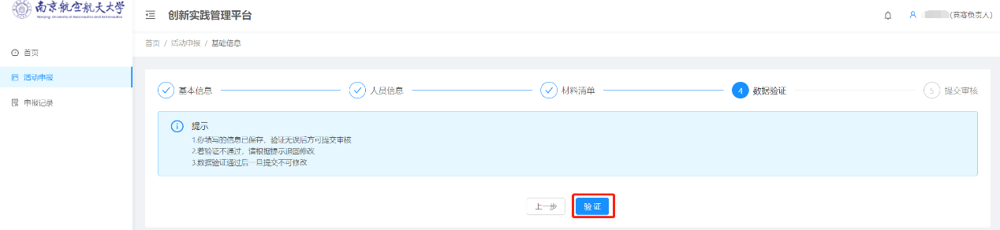 南京航空航天大学
Nanjing University of Aeronautics and Astronautics
创新实践管理平台
(竞赛负责人)
首页
活动申报
申报记录
首页 / 活动申报 / 基础信息
基本信息
人员信息
材料清单
4 数据验证
5 提交审核
提示
1.你填写的信息已保存，验证无误后方可提交审核
2.若验证不通过，请根据提示退回修改
3.数据验证通过后一旦提交不可修改
上一步
验 证